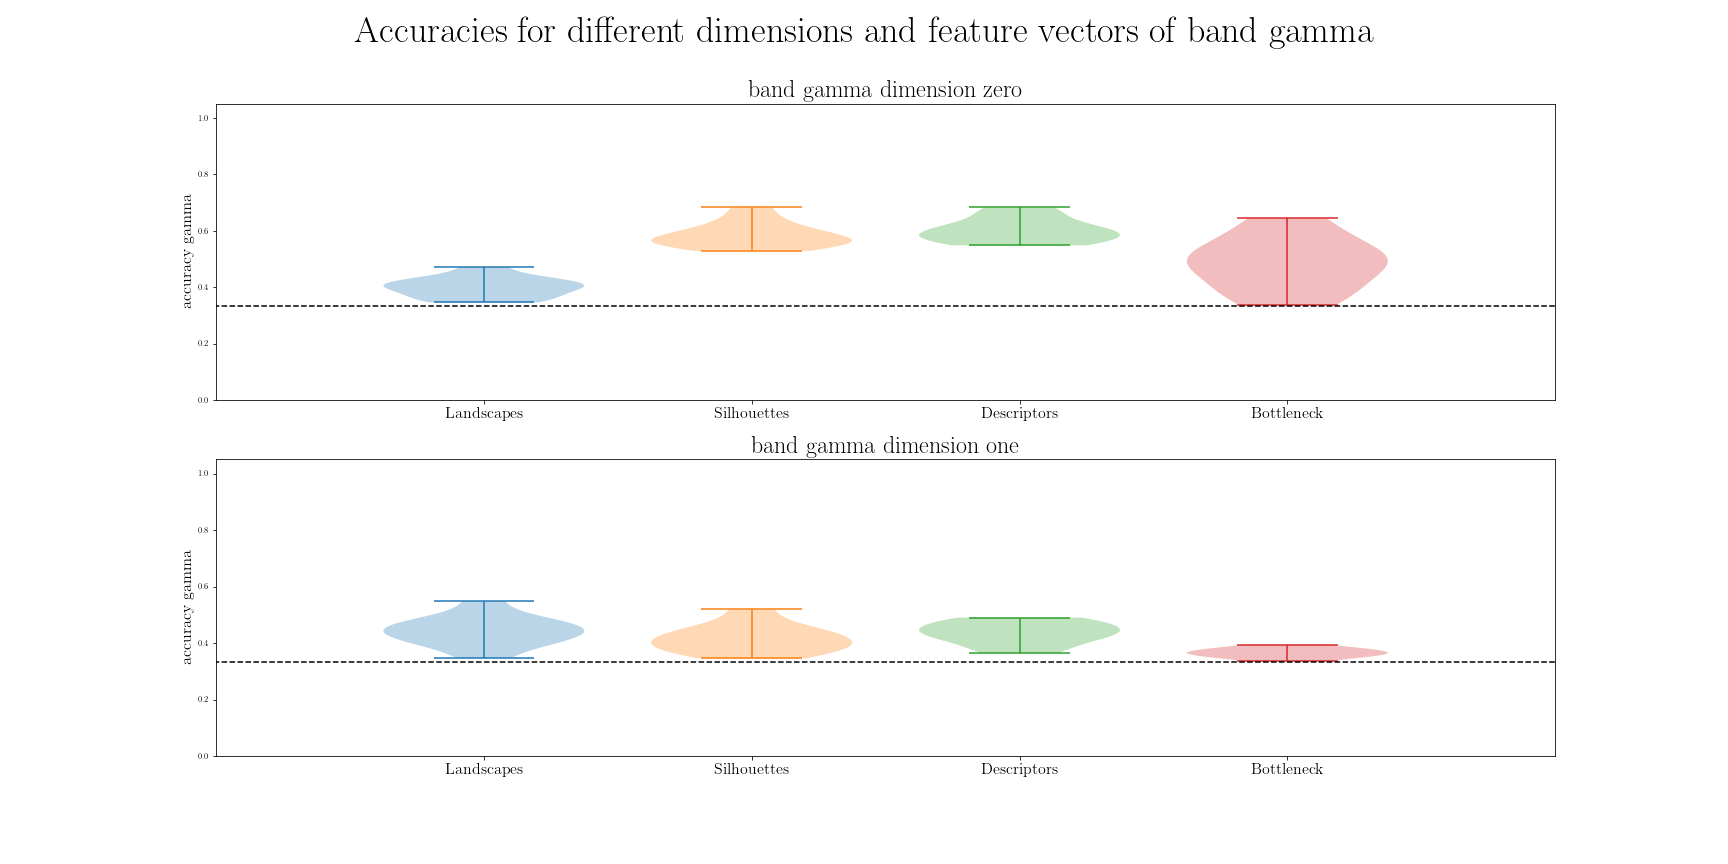 Accuracies for different dimensions and feature vectors of band gamma
band gamma dimension zero
1.0
0.8
0.6
0.4
0.2
0.0
accuracy gamma
Landscapes Silhouettes Descriptors Bottleneck
band gamma dimension one
1.0
0.8
0.6
0.4
0.2
0.0
accuracy gamma
Landscapes Silhouettes Descriptors Bottleneck